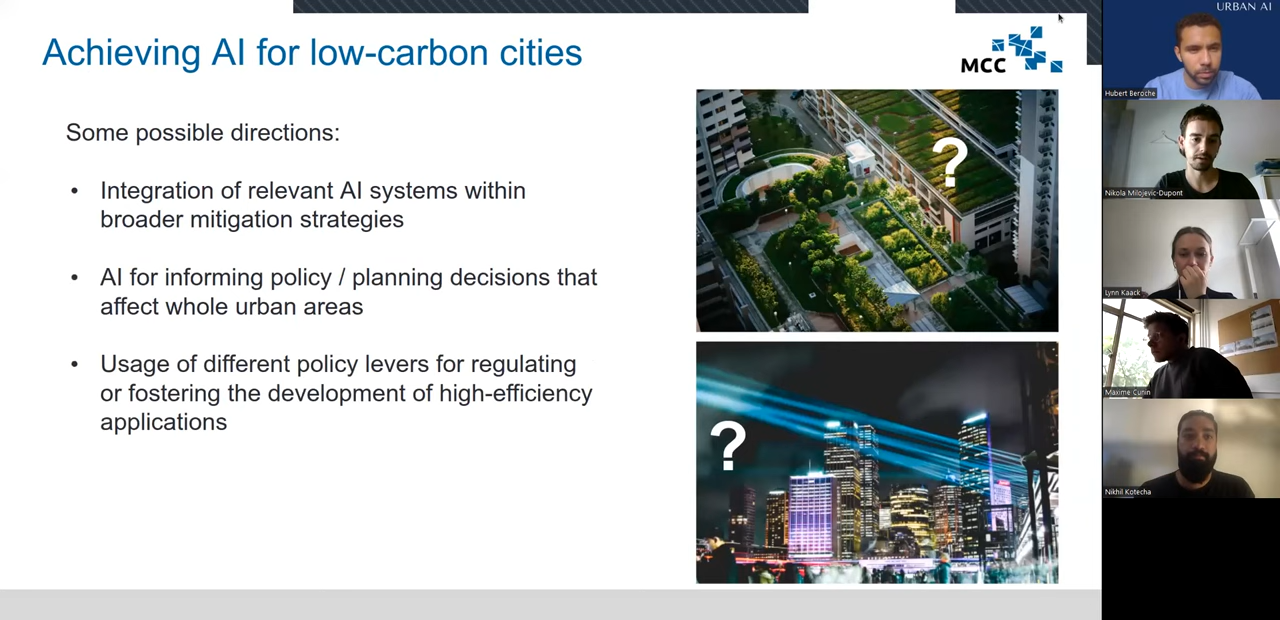 Achieving AI for low-carbon cities
MCC
Some possible directions:
• Integration of relevant AI systems within
broader mitigation strategies
• AI for informing policy / planning decisions that
affect whole urban areas
• Usage of different policy levers for regulating
or fostering the development of high-efficiency
applications
?
?
URBAN AI
Hubert Beroche
Nikola Milojevic-Dupont
Lynn Kaack
Maxime Cunin
Nikhil Kotecha